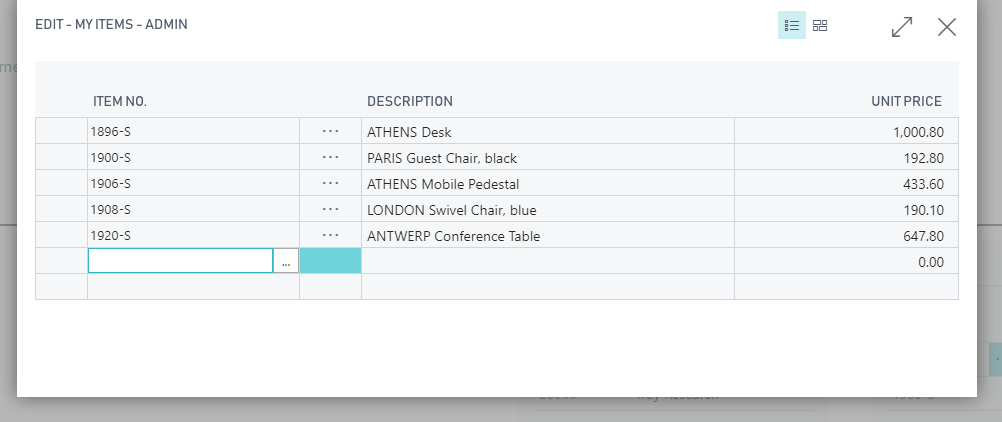 EDIT - MY ITEMS - ADMIN
ITEM NO. DESCRIPTION UNIT PRICE
1896-S ··· ATHENS Desk 1,000.80
1900-S ··· PARIS Guest Chair, black 192.80
1906-S ··· ATHENS Mobile Pedestal 433.60
1908-S ··· LONDON Swivel Chair, blue 190.10
1920-S ··· ANTWERP Conference Table 647.80
... 0.00